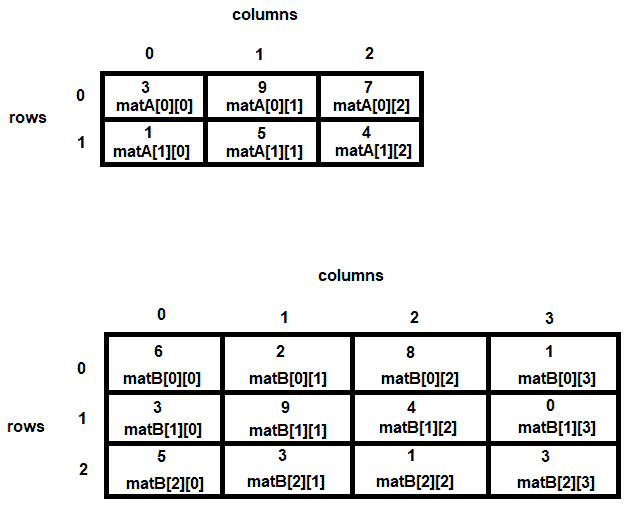 columns
0 1 2
rows
0
3 9 7
matA[0][0] matA[0][1] matA[0][2]
1
1 5 4
matA[1][0] matA[1][1] matA[1][2]
columns
0 1 2 3
rows
0
6 2 8 1
matB[0][0] matB[0][1] matB[0][2] matB[0][3]
1
3 9 4 0
matB[1][0] matB[1][1] matB[1][2] matB[1][3]
2
5 3 1 3
matB[2][0] matB[2][1] matB[2][2] matB[2][3]